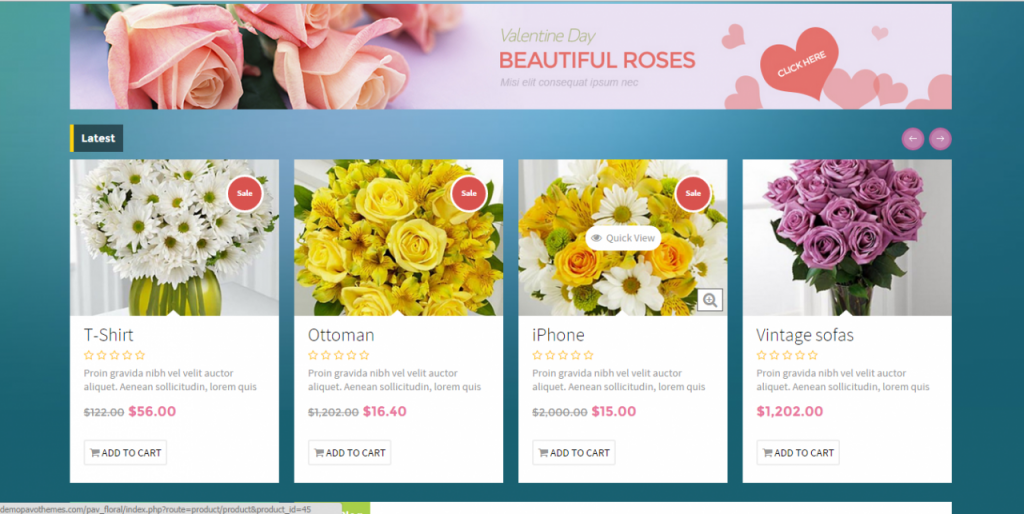 Valentine Day
BEAUTIFUL ROSES
Misi elit consequat ipsum nec
CLICK HERE
Latest
Sale
Sale
Sale
Quick View
T-Shirt
Proin gravida nibh vel velit auctor
aliquet. Aenean sollicitudin, lorem quis
$122.00 $56.00
ADD TO CART
Ottoman
Proin gravida nibh vel velit auctor
aliquet. Aenean sollicitudin, lorem quis
$1,202.00 $16.40
ADD TO CART
iPhone
Proin gravida nibh vel velit auctor
aliquet. Aenean sollicitudin, lorem quis
$2,000.00 $15.00
ADD TO CART
Vintage sofas
Proin gravida nibh vel velit auctor
aliquet. Aenean sollicitudin, lorem quis
$1,202.00
ADD TO CART
demopavothemes.com/pav_floral/index.php?route=product/product&product_id=45